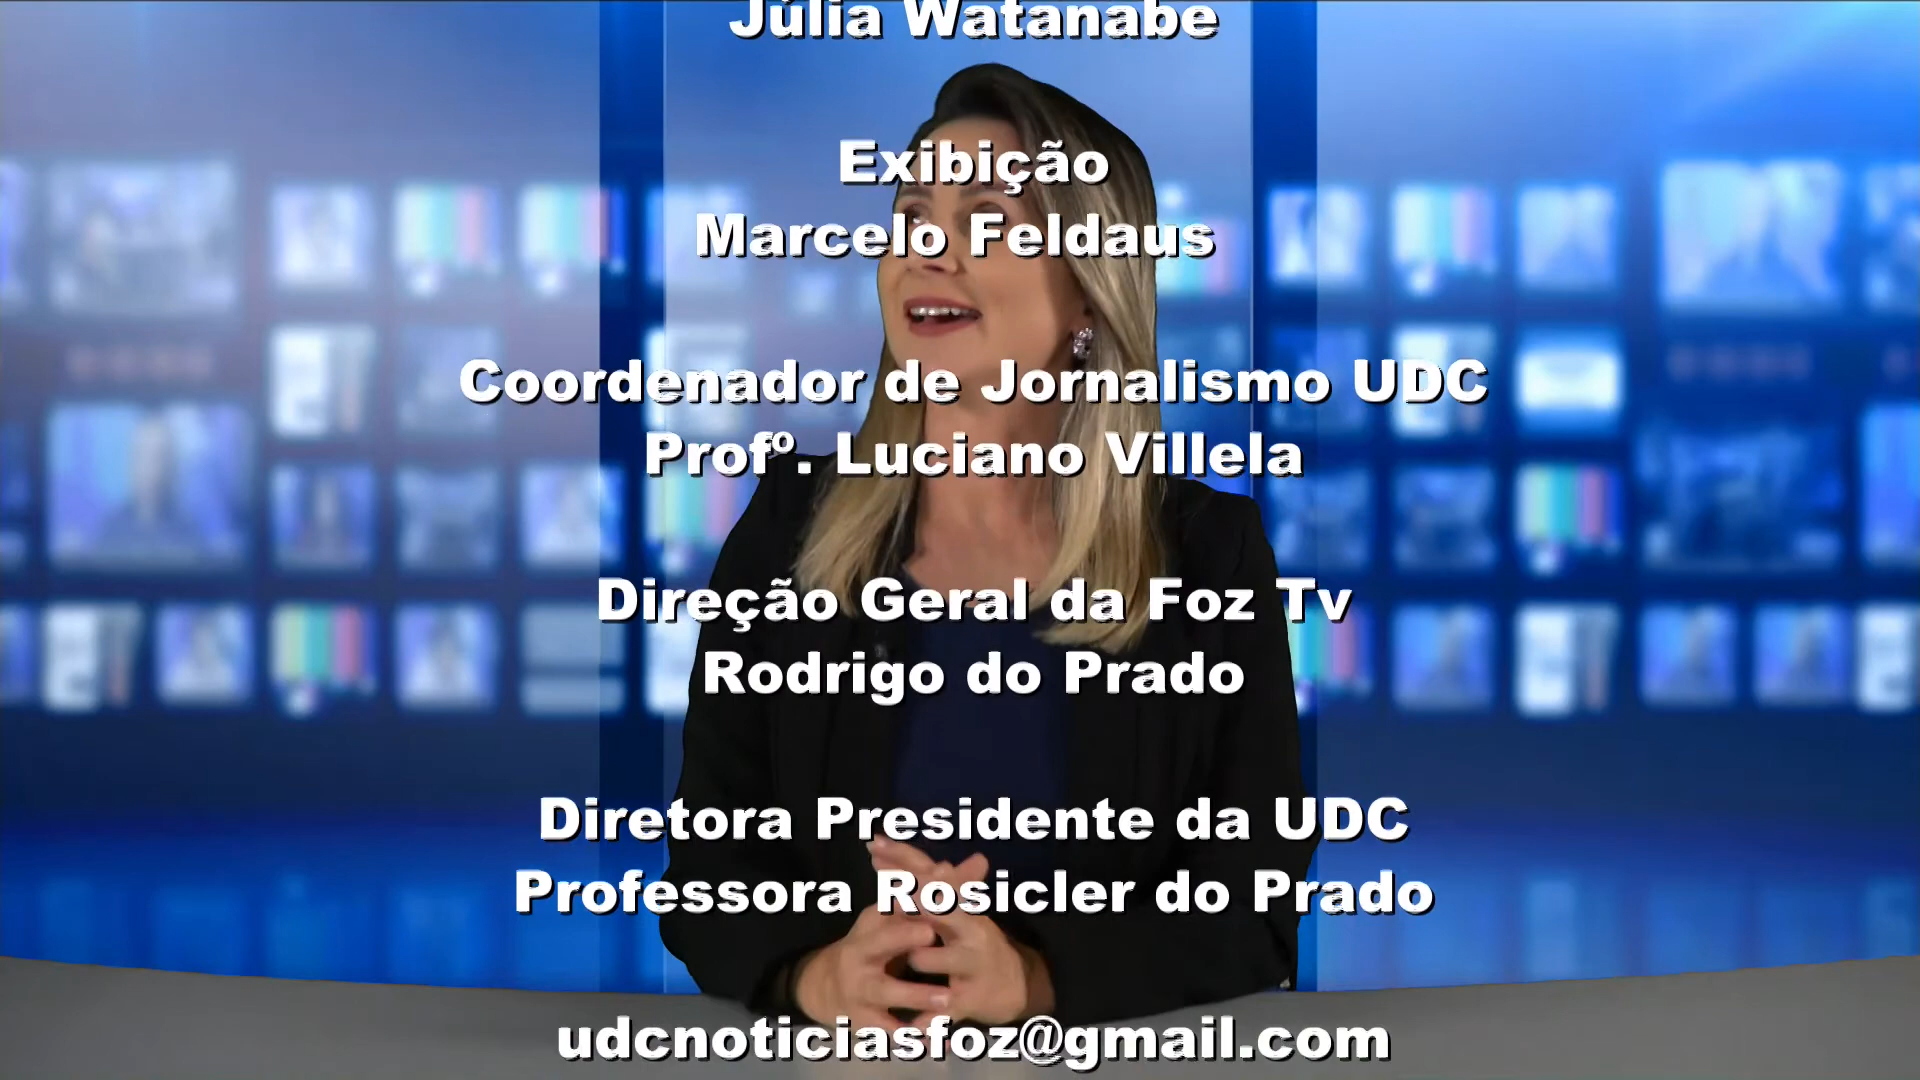 Júlia Watanabe
Exibição
Marcelo Feldaus
Coordenador de Jornalismo UDC
Profº. Luciano Villela
Direção Geral da Foz Tv
Rodrigo do Prado
Diretora Presidente da UDC
Professora Rosicler do Prado
udcnoticiasfoz@gmail.com